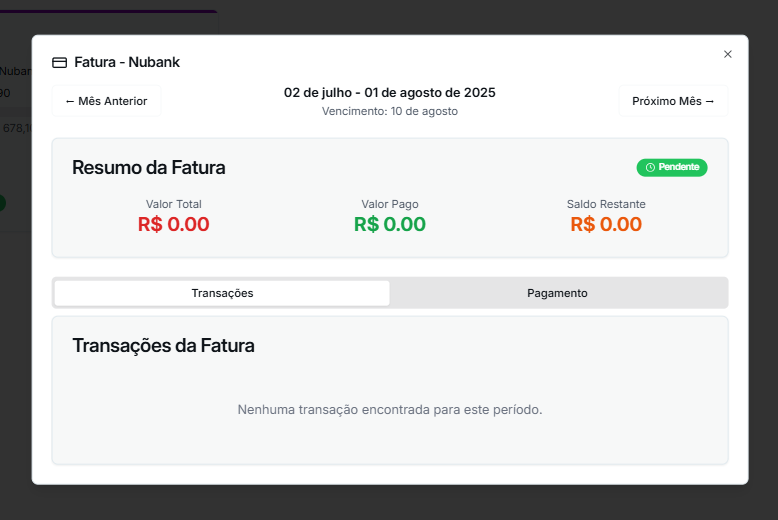 Fatura - Nubank
← Mês Anterior
02 de julho - 01 de agosto de 2025
Vencimento: 10 de agosto
Próximo Mês →
Resumo da Fatura
Pendente
Valor Total
R$ 0.00
Valor Pago
R$ 0.00
Saldo Restante
R$ 0.00
Transações
Pagamento
Transações da Fatura
Nenhuma transação encontrada para este período.
Nubar
90
678,10